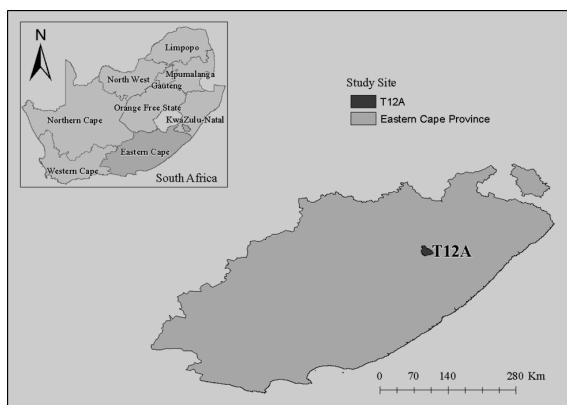 N
Limpopo
North West
Mpumalanga
Gauteng
Orange Free State
KwaZulu-Natal
Northern Cape
Eastern Cape
Western Cape
South Africa
Study Site
T12A
Eastern Cape Province
T12A
0 70 140 280 Km